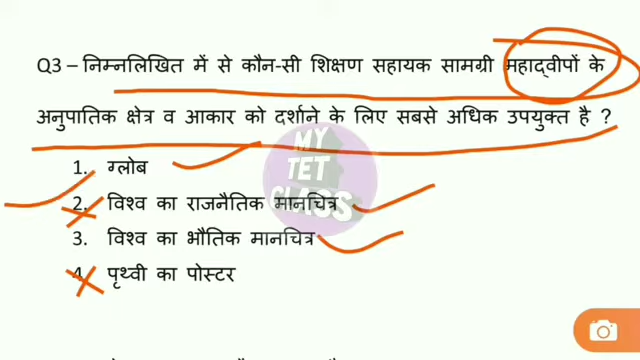 Q3 – निम्नलिखित में से कौन-सी शिक्षण सहायक सामग्री महाद्वीपों के
अनुपातिक क्षेत्र व आकार को दर्शाने के लिए सबसे अधिक उपयुक्त है ?
MY
TET
CLASS
1. ग्लोब
2. विश्व का राजनैतिक मानचित्र
3. विश्व का भौतिक मानचित्र
4. पृथ्वी का पोस्टर